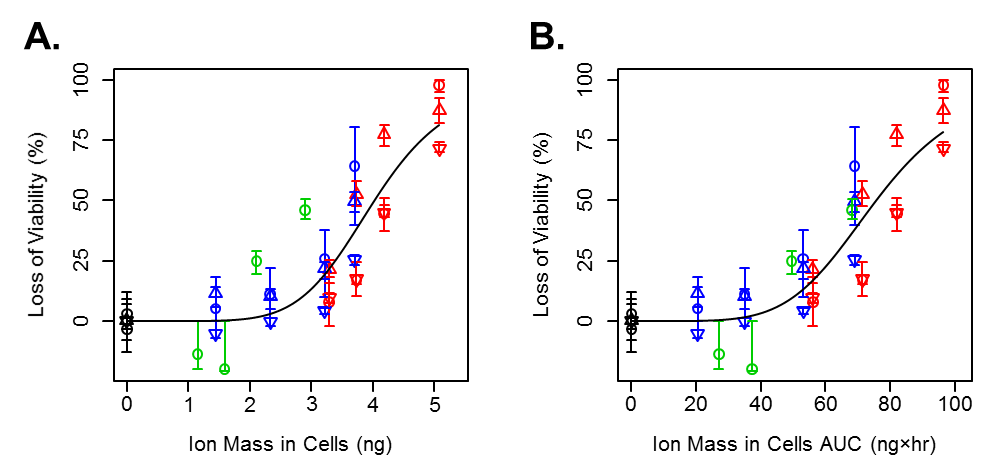 A.
Loss of Viability (%)
100
75
50
25
0
0 1 2 3 4 5
Ion Mass in Cells (ng)
B.
Loss of Viability (%)
100
75
50
25
0
0 20 40 60 80 100
Ion Mass in Cells AUC (ng×hr)